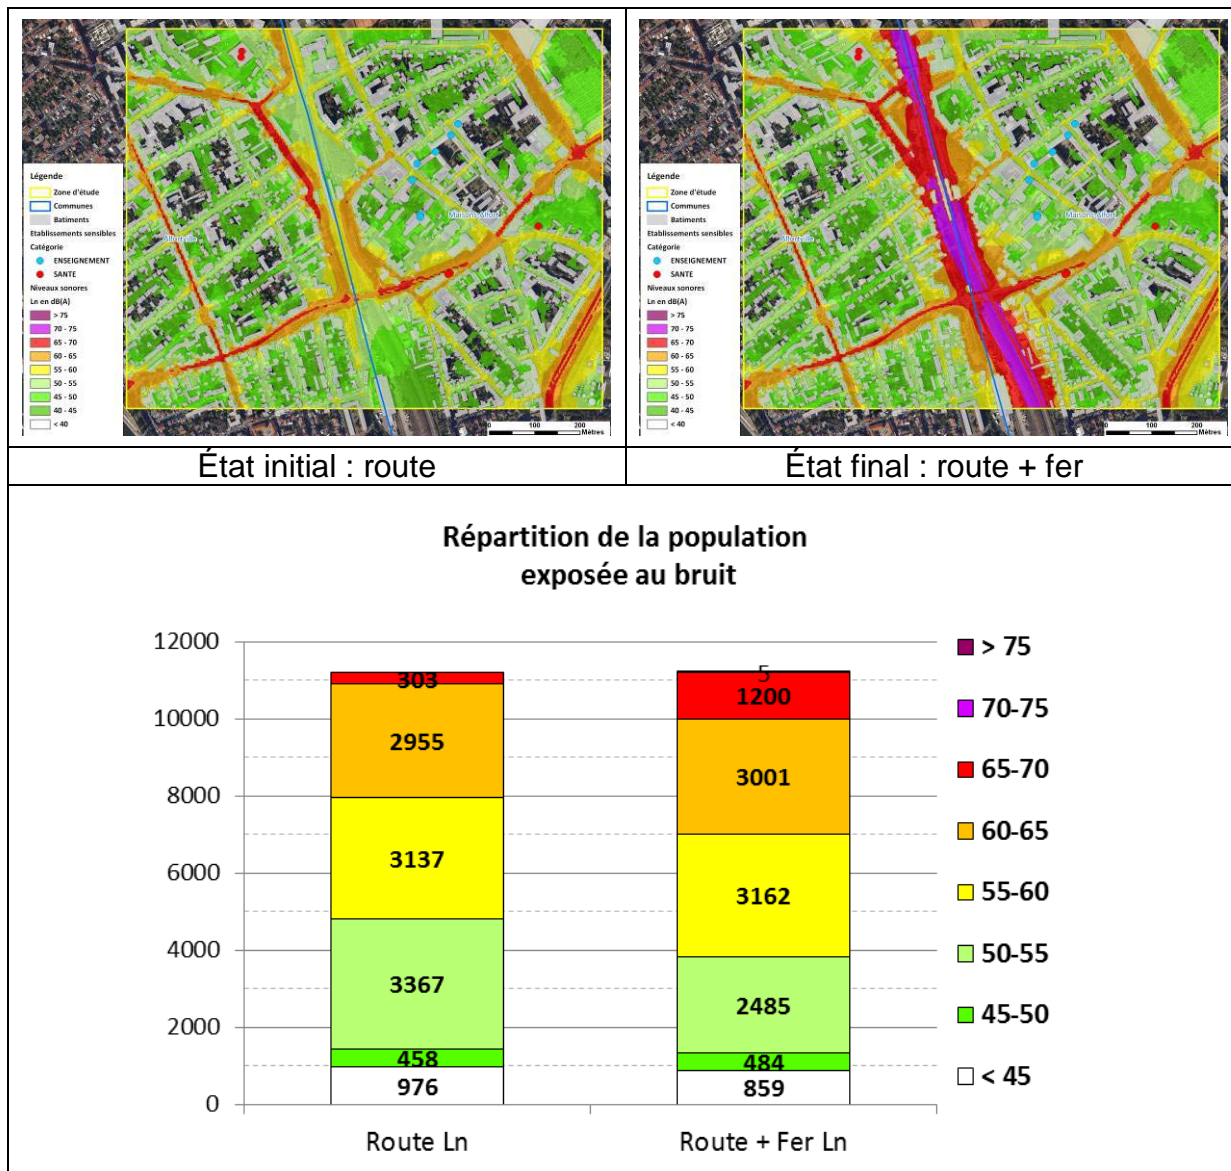 Légende
Zone d'étude
Communes
Batiments
Etablissements sensibles
Catégorie
ENSEIGNEMENT
SANTE
Niveaux sonores
Ln en dB(A)
> 75
70 - 75
65 - 70
60 - 65
55 - 60
50 - 55
45 - 50
40 - 45
< 40
Alfortville
Maisons-Alfort
0 100 200
Mètres
Légende
Zone d'étude
Communes
Batiments
Etablissements sensibles
Catégorie
ENSEIGNEMENT
SANTE
Niveaux sonores
Ln en dB(A)
> 75
70 - 75
65 - 70
60 - 65
55 - 60
50 - 55
45 - 50
40 - 45
< 40
Alfortville
Maisons-Alfort
0 100 200
Mètres
État initial : route
État final : route + fer
Répartition de la population
exposée au bruit
12000
10000
8000
6000
4000
2000
0
303
2955
3137
3367
458
976
5
1200
3001
3162
2485
484
859
Route Ln
Route + Fer Ln
> 75
70-75
65-70
60-65
55-60
50-55
45-50
< 45